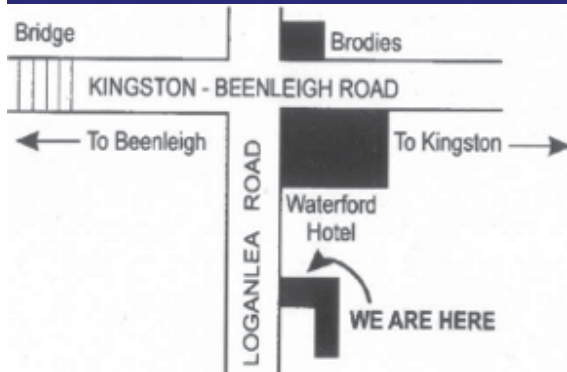 Bridge
Brodies
KINGSTON - BEENLEIGH ROAD
To Beenleigh
To Kingston
LOGANLEA ROAD
Waterford
Hotel
WE ARE HERE